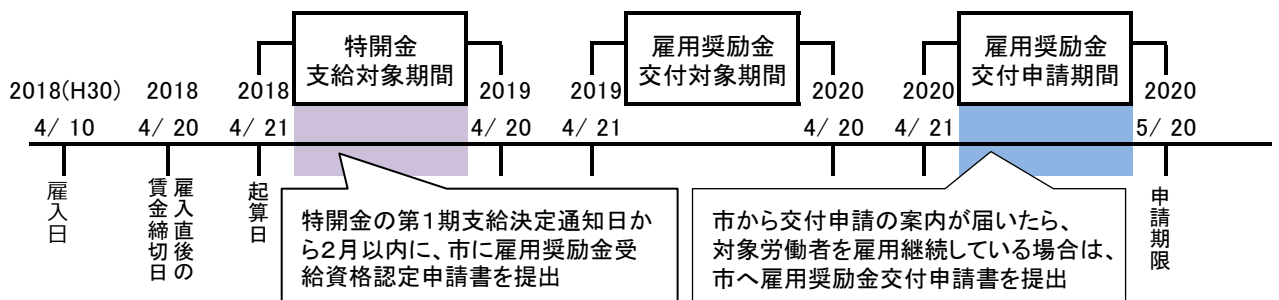 特開金
支給対象期間
雇用奨励金
交付対象期間
雇用奨励金
交付申請期間
2018(H30)
4/ 10
2018
4/ 20
2018
4/ 21
2019
4/ 20
2019
4/ 21
2020
4/ 20
2020
4/ 21
2020
5/ 20
雇入日
雇入直後の
賃金締切日
起算日
特開金の第1期支給決定通知日か
ら2月以内に、市に雇用奨励金受
給資格認定申請書を提出
市から交付申請の案内が届いたら、
対象労働者を雇用継続している場合は、
市へ雇用奨励金交付申請書を提出
申請期限